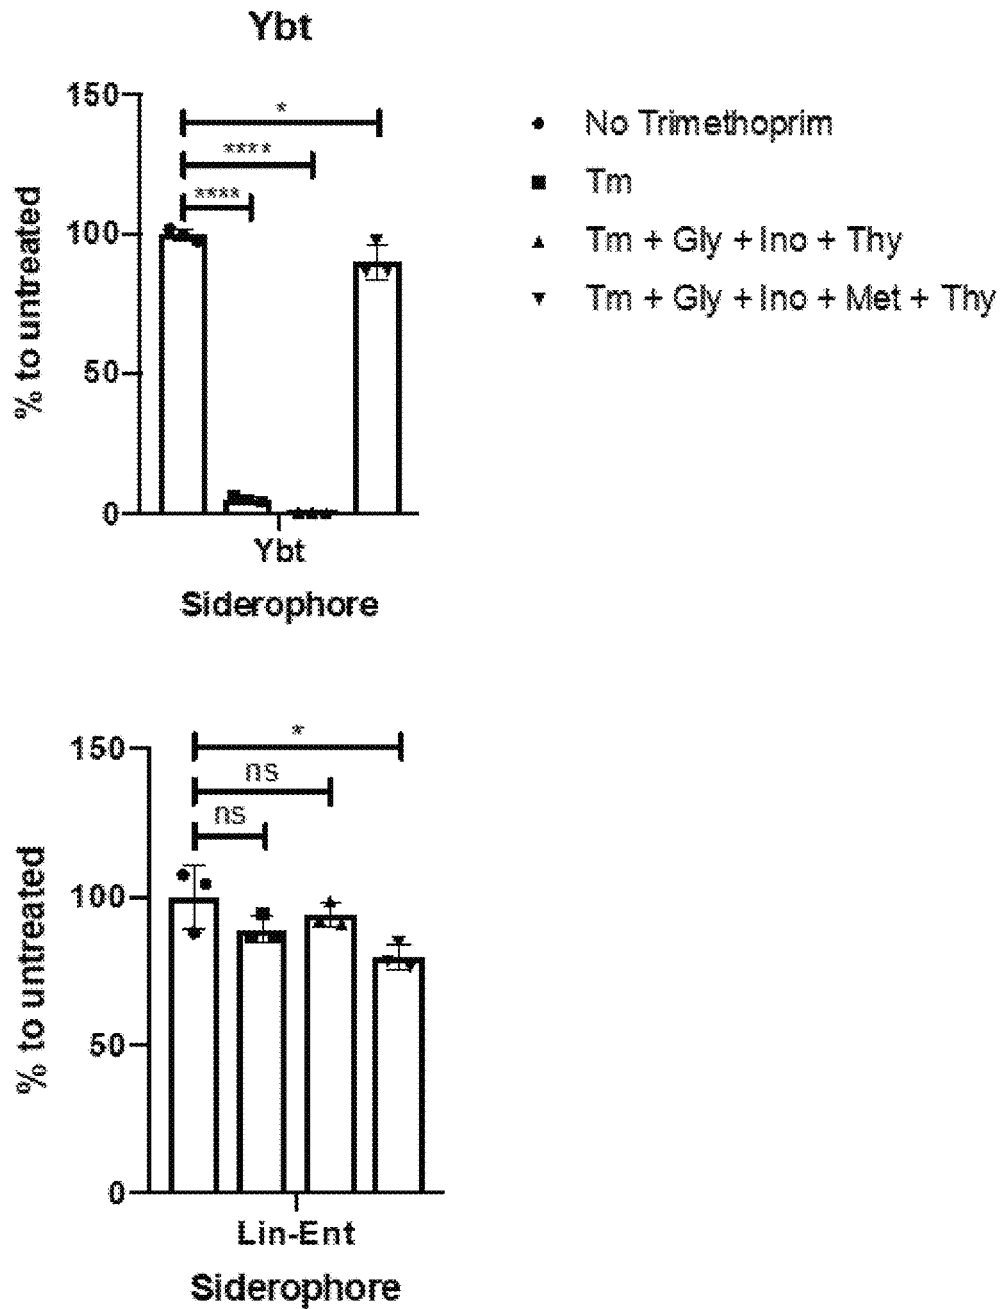 Ybt
150
100
50
0
% to untreated
*
****
****
Ybt
Siderophore
No Trimethoprim
Tm
Tm + Gly + Ino + Thy
Tm + Gly + Ino + Met + Thy
150
100
50
0
% to untreated
*
ns
ns
Lin-Ent
Siderophore